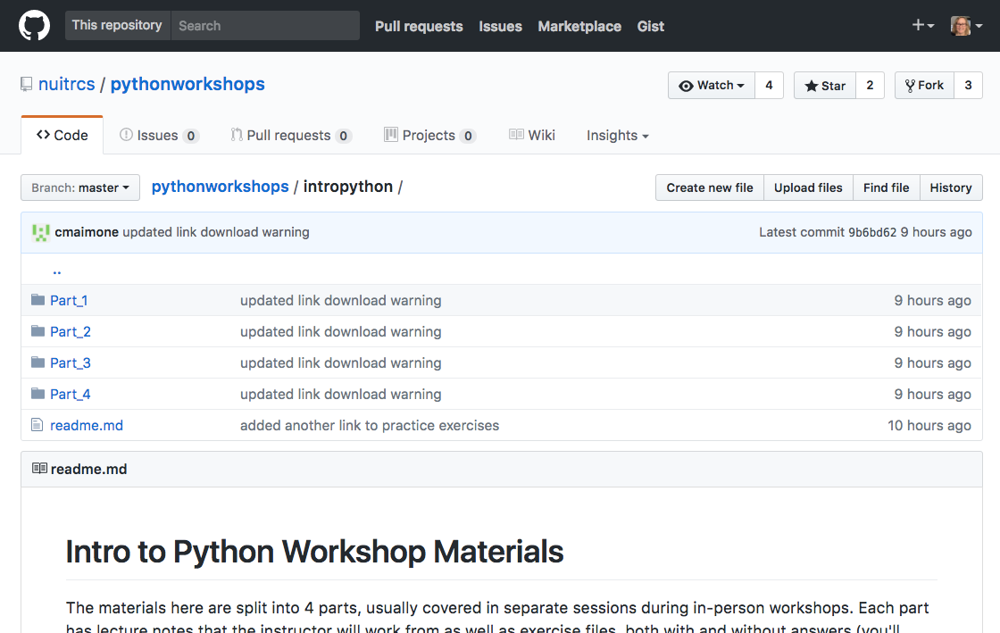 This repository Search Pull requests Issues Marketplace Gist
nuitrcs / pythonworkshops Watch 4 Star 2 Fork 3
<> Code Issues 0 Pull requests 0 Projects 0 Wiki Insights
Branch: master pythonworkshops / intropython / Create new file Upload files Find file History
cmaimone updated link download warning Latest commit 9b6bd62 9 hours ago
..
Part_1 updated link download warning 9 hours ago
Part_2 updated link download warning 9 hours ago
Part_3 updated link download warning 9 hours ago
Part_4 updated link download warning 9 hours ago
readme.md added another link to practice exercises 10 hours ago
readme.md
Intro to Python Workshop Materials
The materials here are split into 4 parts, usually covered in separate sessions during in-person workshops. Each part
has lecture notes that the instructor will work from as well as exercise files, both with and without answers (you'll